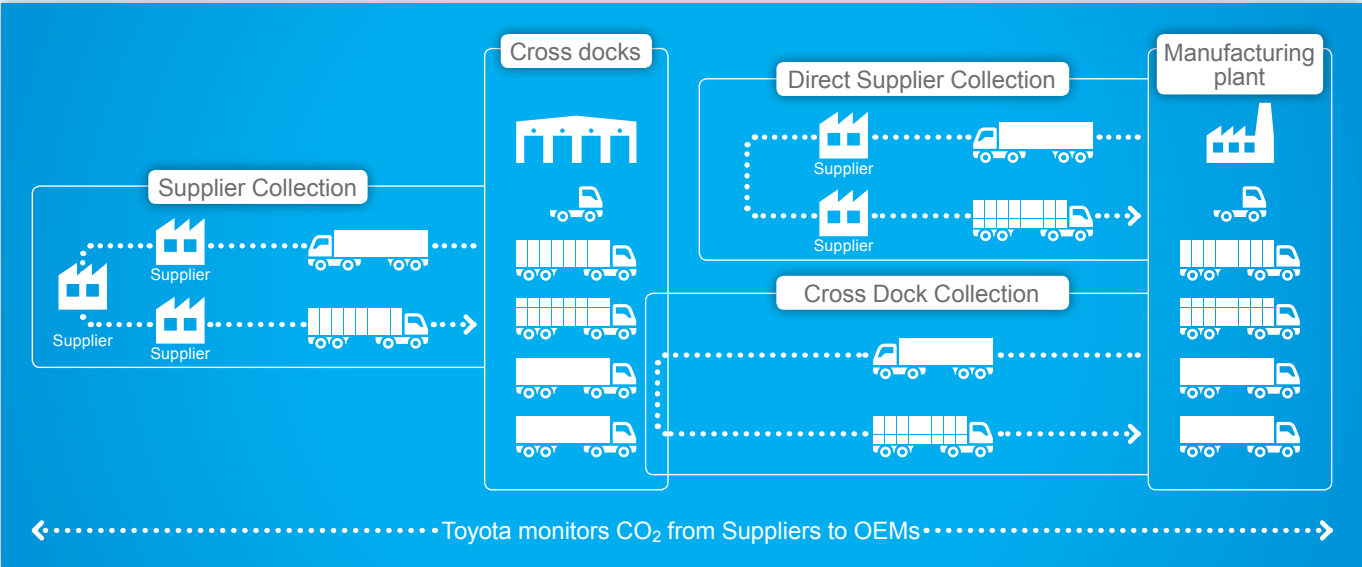 Cross docks
Manufacturing
plant
Direct Supplier Collection
Supplier
Supplier
Supplier Collection
Supplier
Supplier
Supplier
Cross Dock Collection
Toyota monitors CO₂ from Suppliers to OEMs